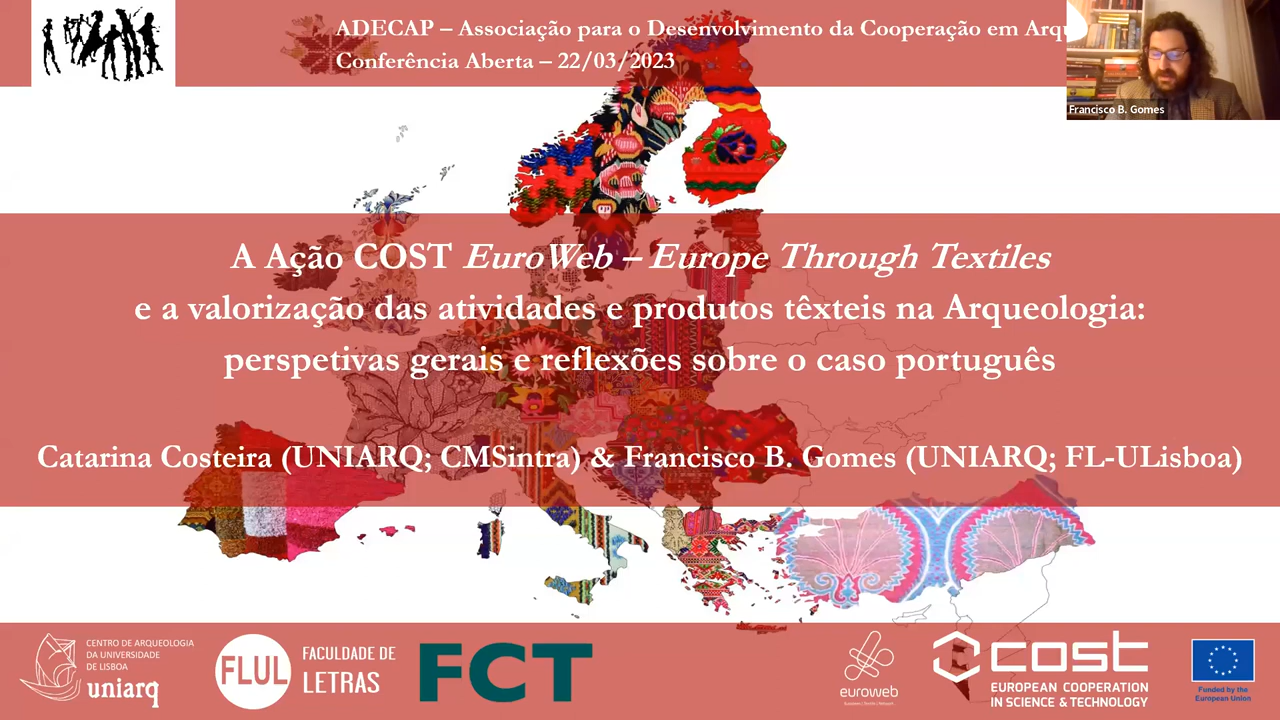 ADECAP – Associação para o Desenvolvimento da Cooperação em Arqu
Conferência Aberta – 22/03/2023
Francisco B. Gomes
A Ação COST EuroWeb – Europe Through Textiles
e a valorização das atividades e produtos têxteis na Arqueologia:
perspetivas gerais e reflexões sobre o caso português
Catarina Costeira (UNIARQ; CMSintra) & Francisco B. Gomes (UNIARQ; FL-ULisboa)
CENTRO DE ARQUEOLOGIA
DA UNIVERSIDADE
DE LISBOA
uniarq
FLUL
FACULDADE DE
LETRAS
FCT
euroweb
cost
EUROPEAN COOPERATION
IN SCIENCE & TECHNOLOGY
Funded by the
European Union